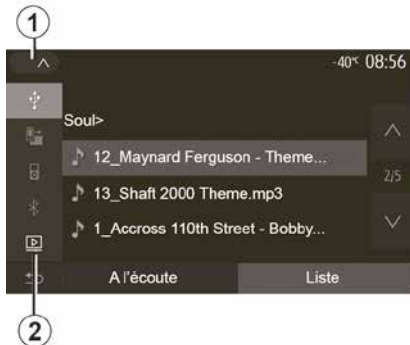 1
-40°C 08:56
Soul>
12_Maynard Ferguson - Theme...
13_Shaft 2000 Theme.mp3
2/5
1_Accross 110th Street - Bobby...
A l'écoute Liste
2